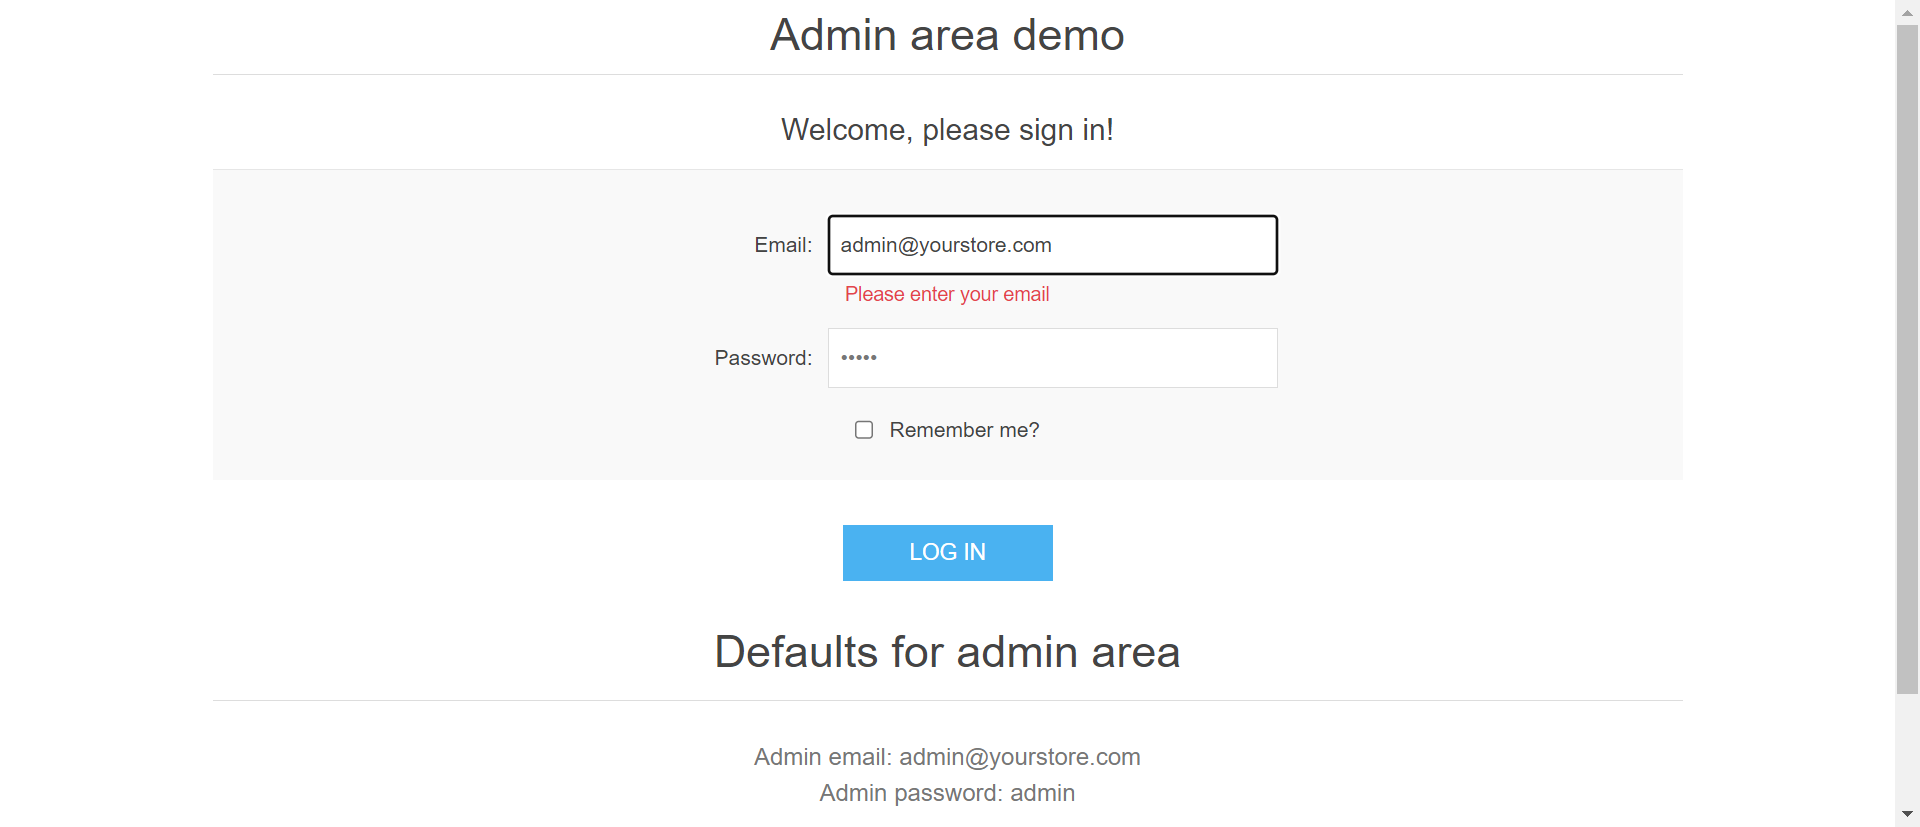 Admin area demo
Welcome, please sign in!
Email: admin@yourstore.com
Please enter your email
Password: •••••
Remember me?
LOG IN
Defaults for admin area
Admin email: admin@yourstore.com
Admin password: admin